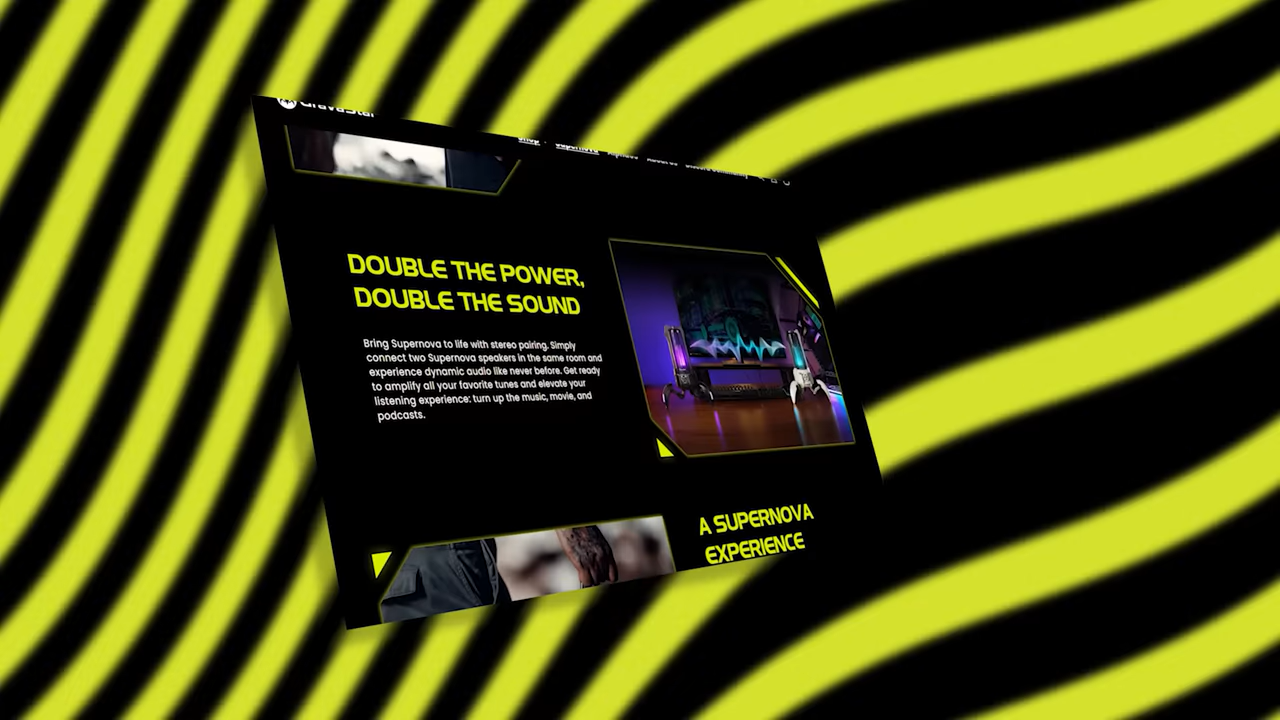 GravaStar
DOUBLE THE POWER,
DOUBLE THE SOUND
Bring Supernova to life with stereo pairing. Simply
connect two Supernova speakers in the same room and
experience dynamic audio like never before. Get ready
to amplify all your favorite tunes and elevate your
listening experience: turn up the music, movie, and
podcasts.
A SUPERNOVA
EXPERIENCE